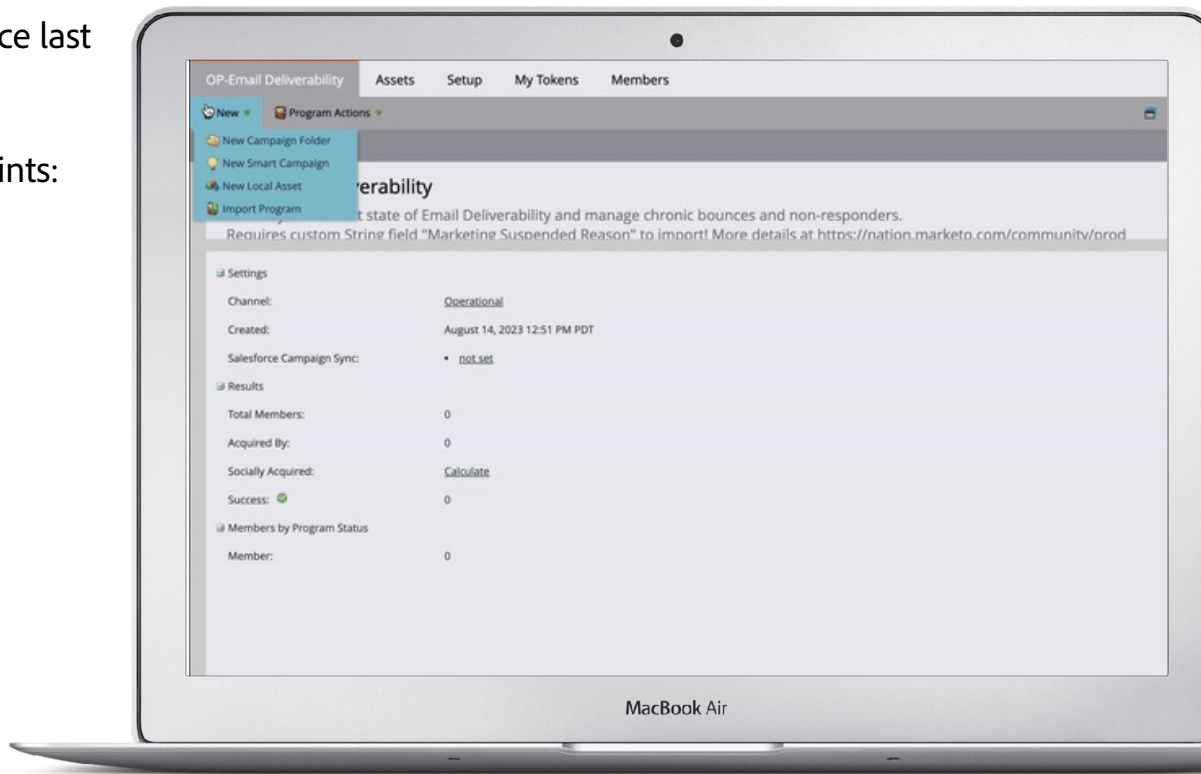 ce last
ints:
OP-Email Deliverability Assets Setup My Tokens Members
New Program Actions
New Campaign Folder
New Smart Campaign
New Local Asset
Import Program
erability
t state of Email Deliverability and manage chronic bounces and non-responders.
Requires custom String field "Marketing Suspended Reason" to import! More details at https://nation.marketo.com/community/prod
Settings
Channel: Operational
Created: August 14, 2023 12:51 PM PDT
Salesforce Campaign Sync: • not set
Results
Total Members: 0
Acquired By: 0
Socially Acquired: Calculate
Success: 0
Members by Program Status
Member: 0
MacBook Air